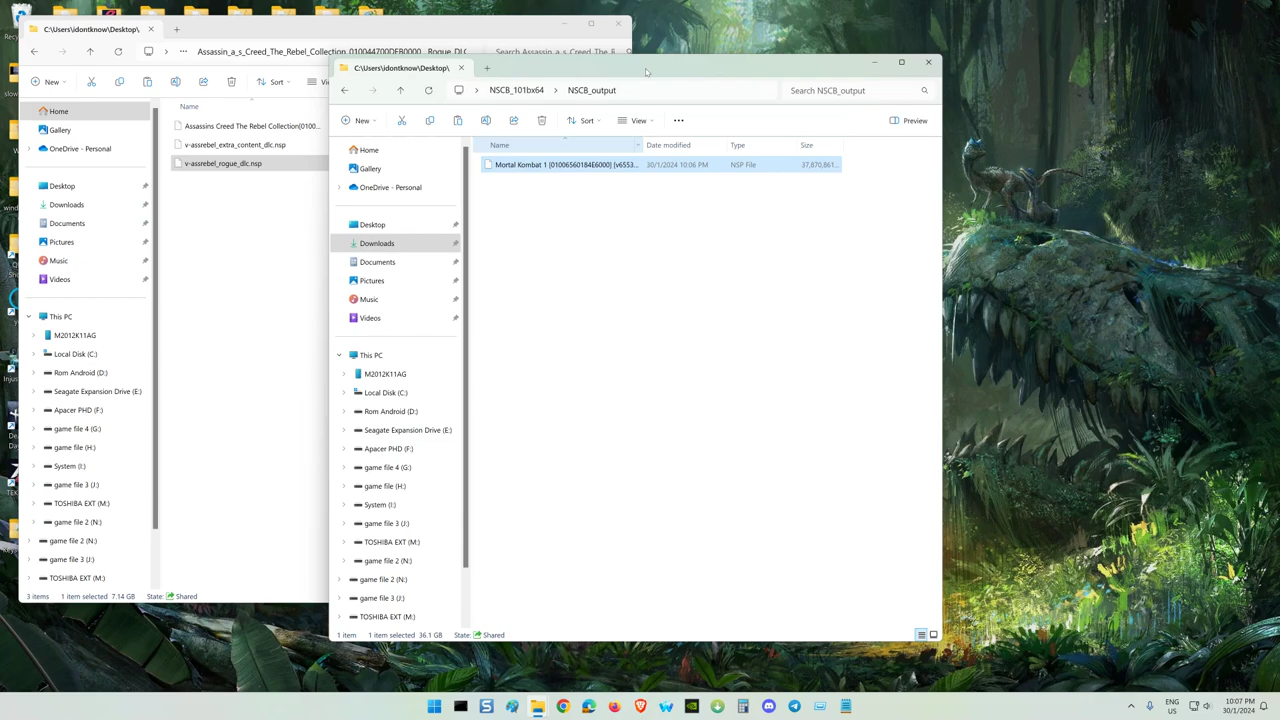 C:\Users\idontknow\Desktop\
Assassin_a_s Creed_The_Rebel_Collection_010044700DEB0000
Rogue_DLC
New
Sort
Name
Home
Gallery
OneDrive - Personal
Desktop
Downloads
Documents
Pictures
Music
Videos
This PC
M2012K11AG
Local Disk (C:)
Rom Android (D:)
Seagate Expansion Drive (E:)
Apacer PHD (F:)
game file 4 (G:)
game file (H:)
System (I:)
game file 3 (J:)
TOSHIBA EXT (M:)
game file 2 (N:)
game file 2 (N:)
game file 3 (J:)
TOSHIBA EXT (M:)
Assassins Creed The Rebel Collection(0100...
v-assrebel_extra_content_dlc.nsp
v-assrebel_rogue_dlc.nsp
3 items 1 item selected 7.14 GB State: Shared
C:\Users\idontknow\Desktop\
NSCB_101bx64 NSCB_output
Search NSCB_output
New Sort View Preview
Name Date modified Type Size
Mortal Kombat 1 [01006560184E6000] [v6553... 30/1/2024 10:06 PM NSP File 37,870,861...
Home
Gallery
OneDrive - Personal
Desktop
Downloads
Documents
Pictures
Music
Videos
This PC
M2012K11AG
Local Disk (C:)
Rom Android (D:)
Seagate Expansion Drive (E:)
Apacer PHD (F:)
game file 4 (G:)
game file (H:)
System (I:)
game file 3 (J:)
TOSHIBA EXT (M:)
game file 2 (N:)
game file 2 (N:)
game file 3 (J:)
TOSHIBA EXT (M:)
1 item 1 item selected 36.1 GB State: Shared
ENG
US
10:07 PM
30/1/2024